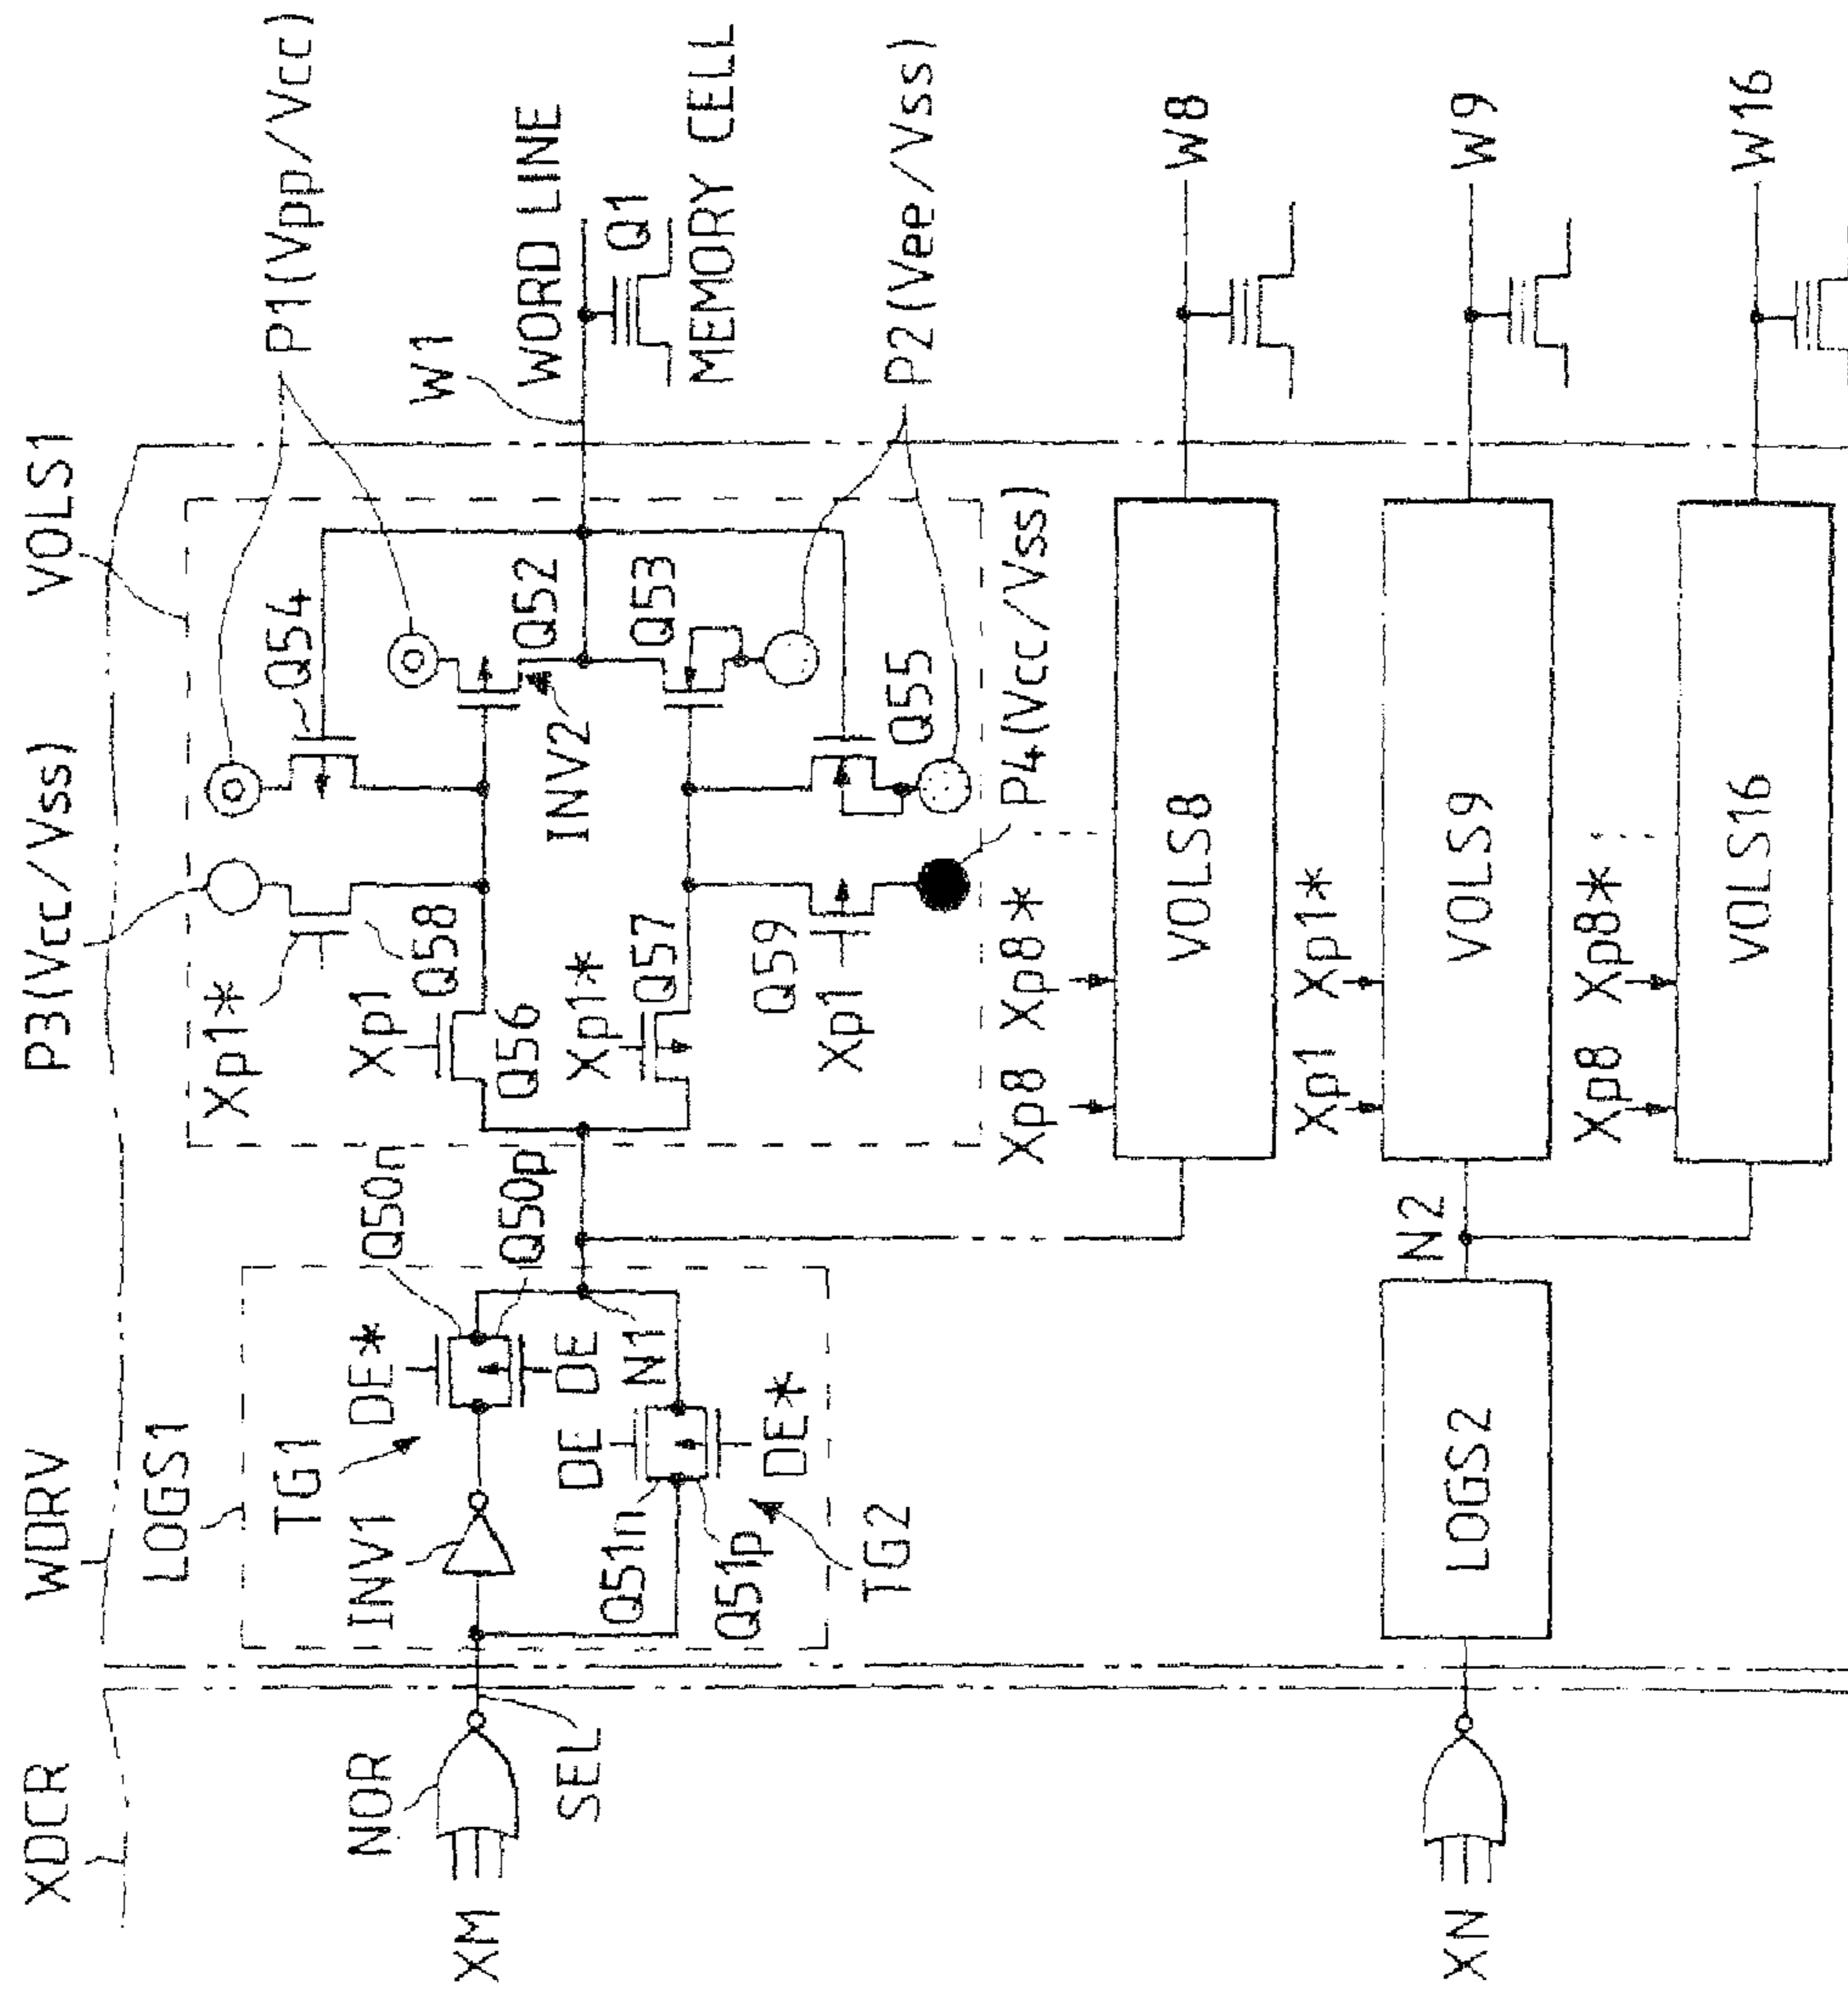 XDCR
WDRV
P3(Vcc/Vss)
VOLS1
LOGS1
Xp1*
Q54
P1(Vpp/Vcc)
TG1
DE*
Q50n
Xp1
Q58
W1
NOR
INV1
Q50p
Q56
Q52
WORD LINE
XM
SEL
DE
DE
Xp1*
INV2
Q53
Q1
Q51n
N1
Q57
MEMORY CELL
Q51p
DE*
Q59
Xp1
Q55
TG2
P2(Vee/Vss)
P4(Vcc/Vss)
Xp8
Xp8*
VOLS8
W8
Xp1
Xp1*
N2
XN
LOGS2
VOLS9
W9
Xp8
Xp8*
VOLS16
W16